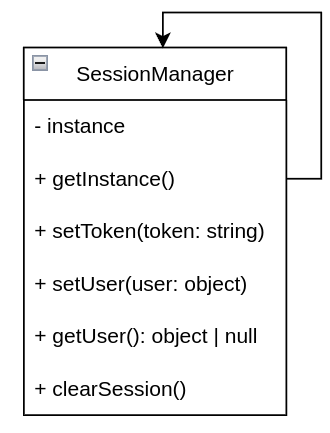 SessionManager
- instance
+ getInstance()
+ setToken(token: string)
+ setUser(user: object)
+ getUser(): object | null
+ clearSession()